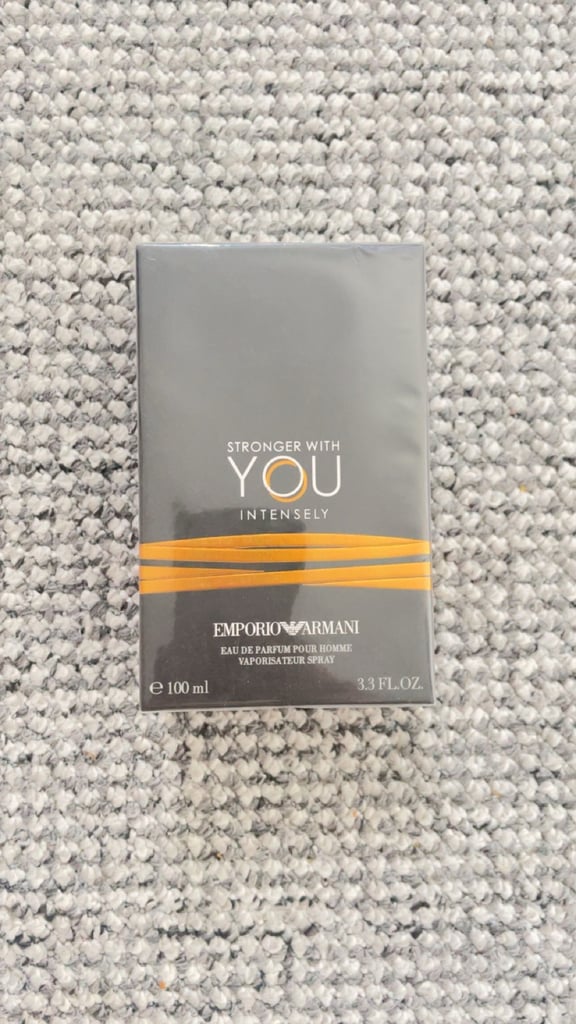 STRONGER WITH
YOU
INTENSELY
EMPORIO ARMANI
EAU DE PARFUM POUR HOMME
VAPORISATEUR SPRAY
℮ 100 ml 3.3 FL.OZ.